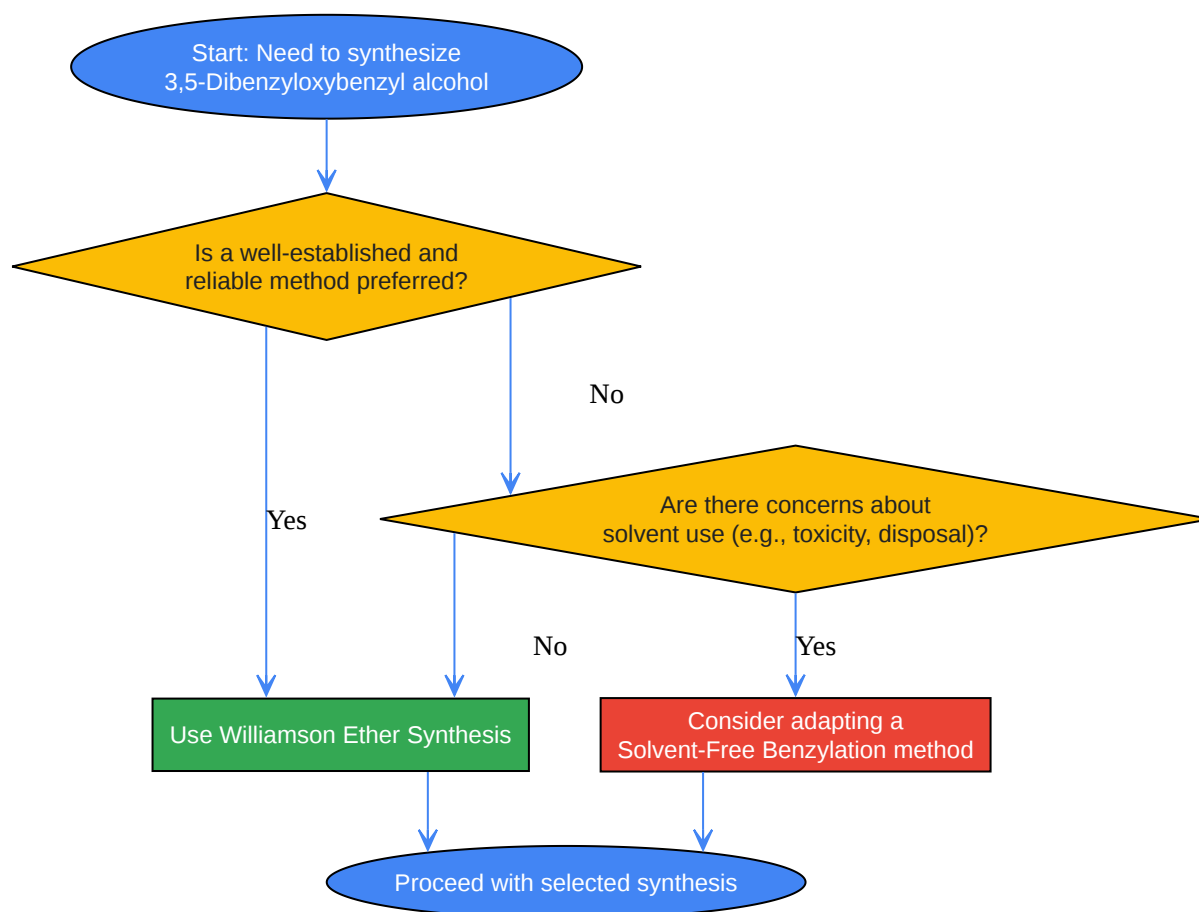 Start: Need to synthesize
3,5-Dibenzyloxybenzyl alcohol
Is a well-established and
reliable method preferred?
No
Are there concerns about
solvent use (e.g., toxicity, disposal)?
Yes
No
Yes
Use Williamson Ether Synthesis
Consider adapting a
Solvent-Free Benzylation method
Proceed with selected synthesis